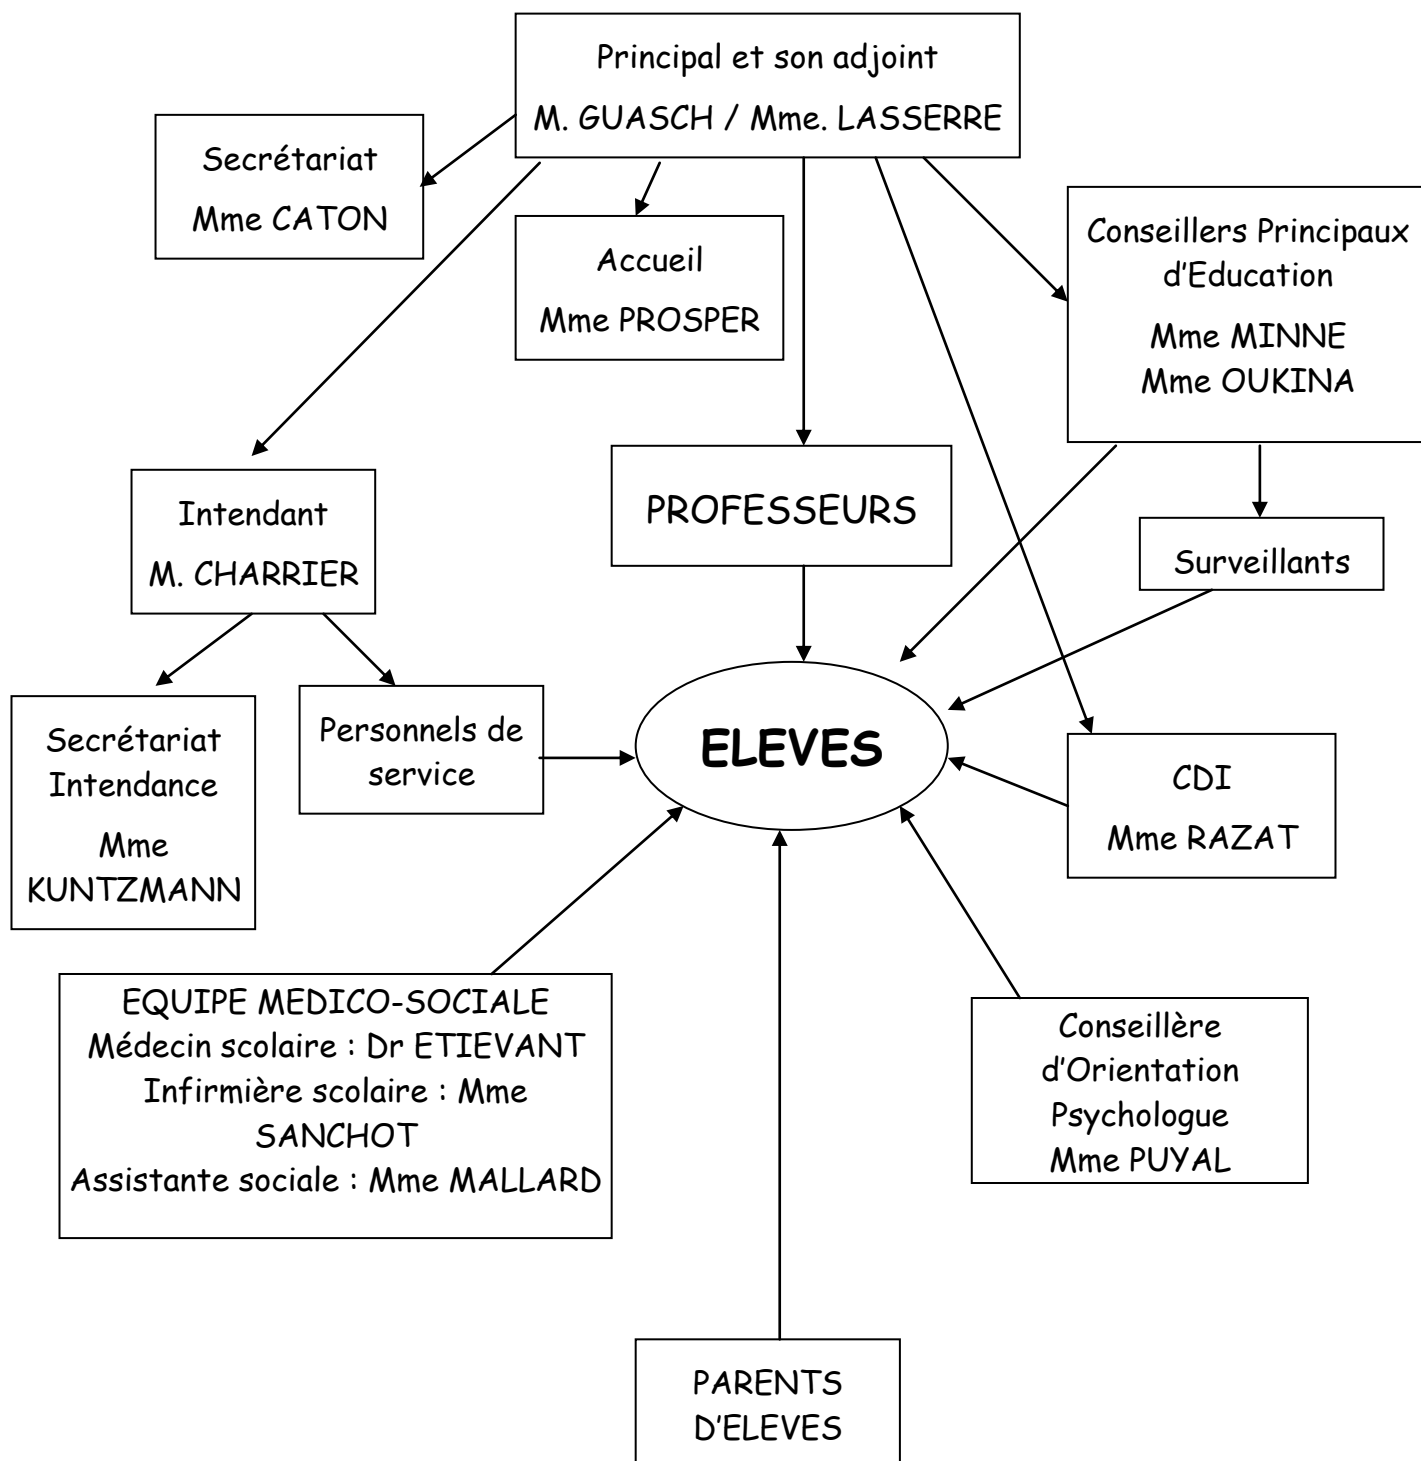 Principal et son adjoint
M. GUASCH / Mme. LASSERRE
Secrétariat
Mme CATON
Accueil
Mme PROSPER
Conseillers Principaux
d'Education
Mme MINNE
Mme OUKINA
Intendant
M. CHARRIER
PROFESSEURS
Surveillants
Secrétariat
Intendance
Mme
KUNTZMANN
Personnels de
service
ELEVES
CDI
Mme RAZAT
EQUIPE MEDICO-SOCIALE
Médecin scolaire : Dr ETIEVANT
Infirmière scolaire : Mme
SANCHOT
Assistante sociale : Mme MALLARD
Conseillère
d'Orientation
Psychologue
Mme PUYAL
PARENTS
D'ELEVES